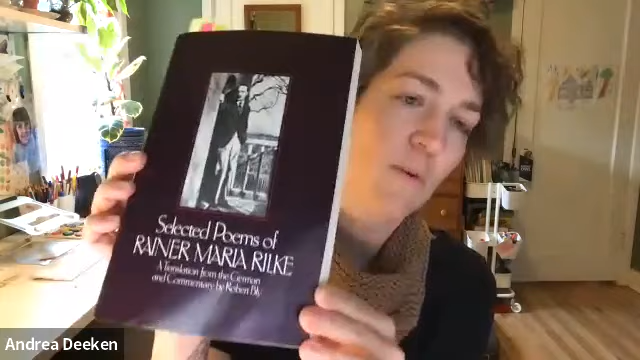 Selected Poems of
RAINER MARIA RILKE
A Translation from the German
and Commentary by Robert Bly
Andrea Deeken